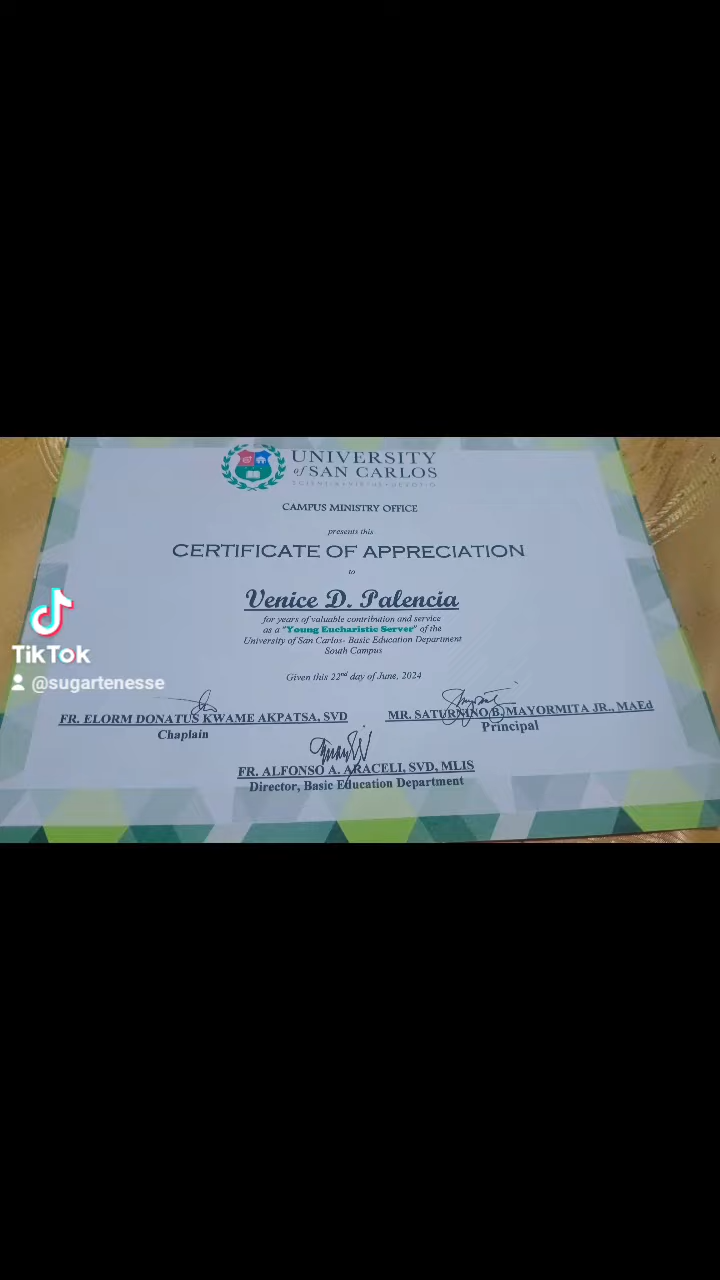 UNIVERSITY
of SAN CARLOS
SCIENTIA • VIRTUS • DEVOTIO
CAMPUS MINISTRY OFFICE
presents this
CERTIFICATE OF APPRECIATION
to
Venice D. Palencia
for years of valuable contribution and service
as a "Young Eucharistic Server" of the
University of San Carlos- Basic Education Department
South Campus
Given this 22nd day of June, 2024
FR. ELORM DONATUS KWAME AKPATSA, SVD
Chaplain
MR. SATURNINO B. MAYORMITA JR., MAEd
Principal
FR. ALFONSO A. ARACELI, SVD, MLIS
Director, Basic Education Department
TikTok
@sugartenesse